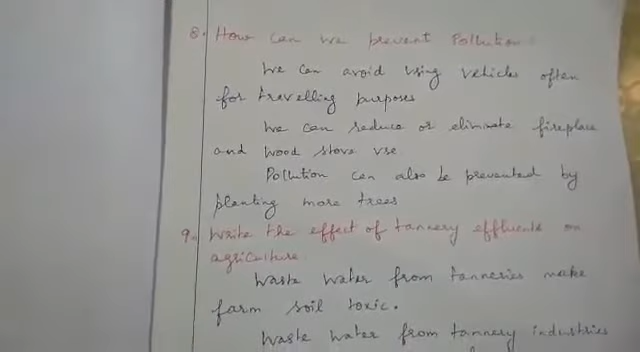 8. How can we prevent Pollution
We can avoid using vehicles often
for travelling purposes
We can reduce or elimate fireplace
and wood stove use
Pollution can also be prevented by
planting more trees
9. Write the effect of tannery effluents on
agriculture
Waste water from tanneries make
farm soil toxic.
Waste water from tannery industries